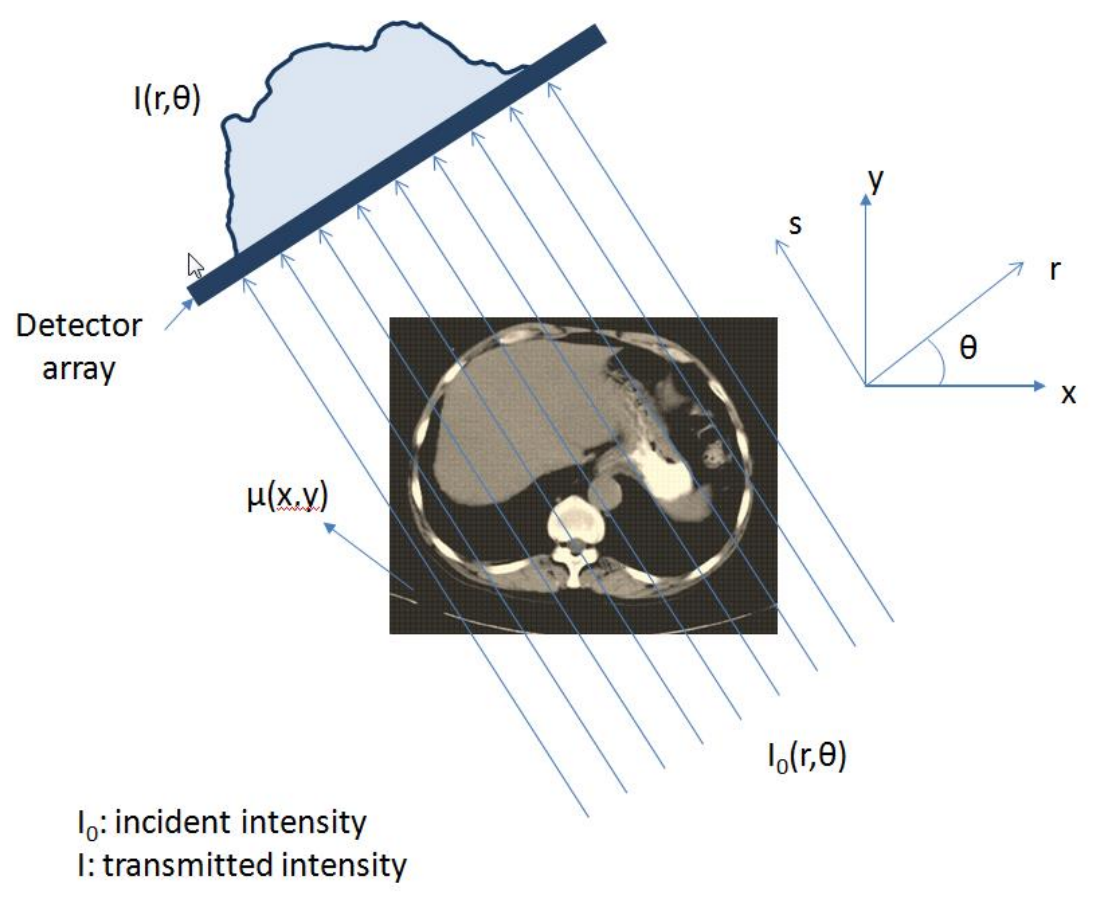 I(r,θ)
y
s
r
θ
x
Detector
array
μ(x,y)
I₀(r,θ)
I₀: incident intensity
I: transmitted intensity